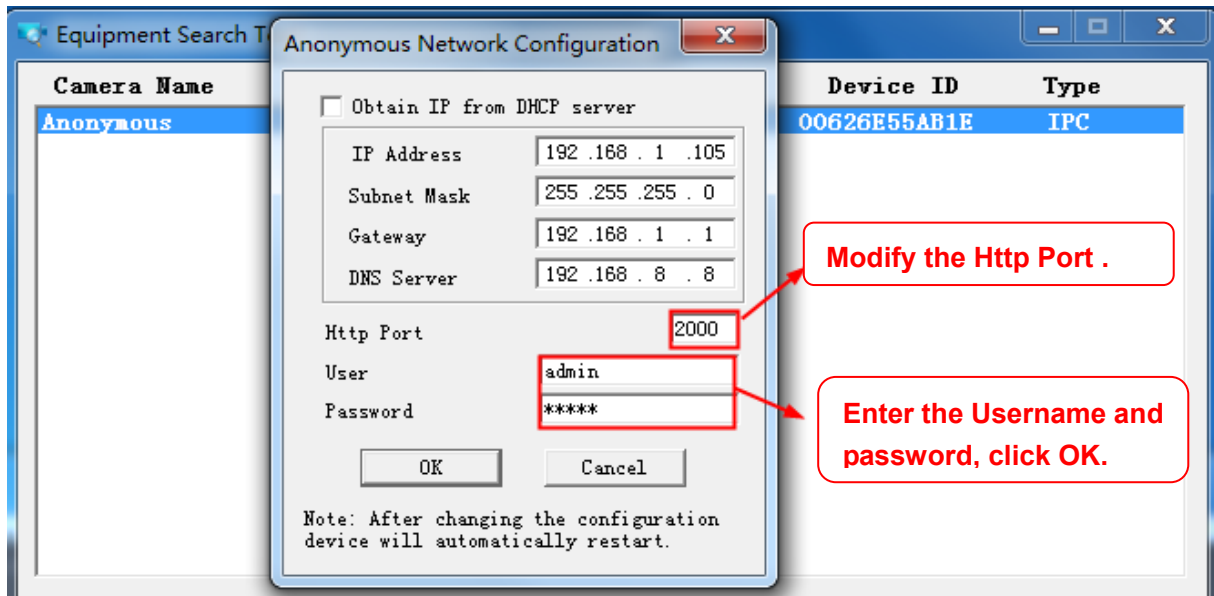 Equipment Search T
Anonymous Network Configuration
Camera Name Device ID Type
Anonymous 00626E55AB1E IPC
Obtain IP from DHCP server
IP Address 192 .168 . 1 .105
Subnet Mask 255 .255 .255 . 0
Gateway 192 .168 . 1 . 1
DNS Server 192 .168 . 8 . 8
Modify the Http Port .
Http Port 2000
User admin
Password *****
Enter the Username and
password, click OK.
OK Cancel
Note: After changing the configuration
device will automatically restart.